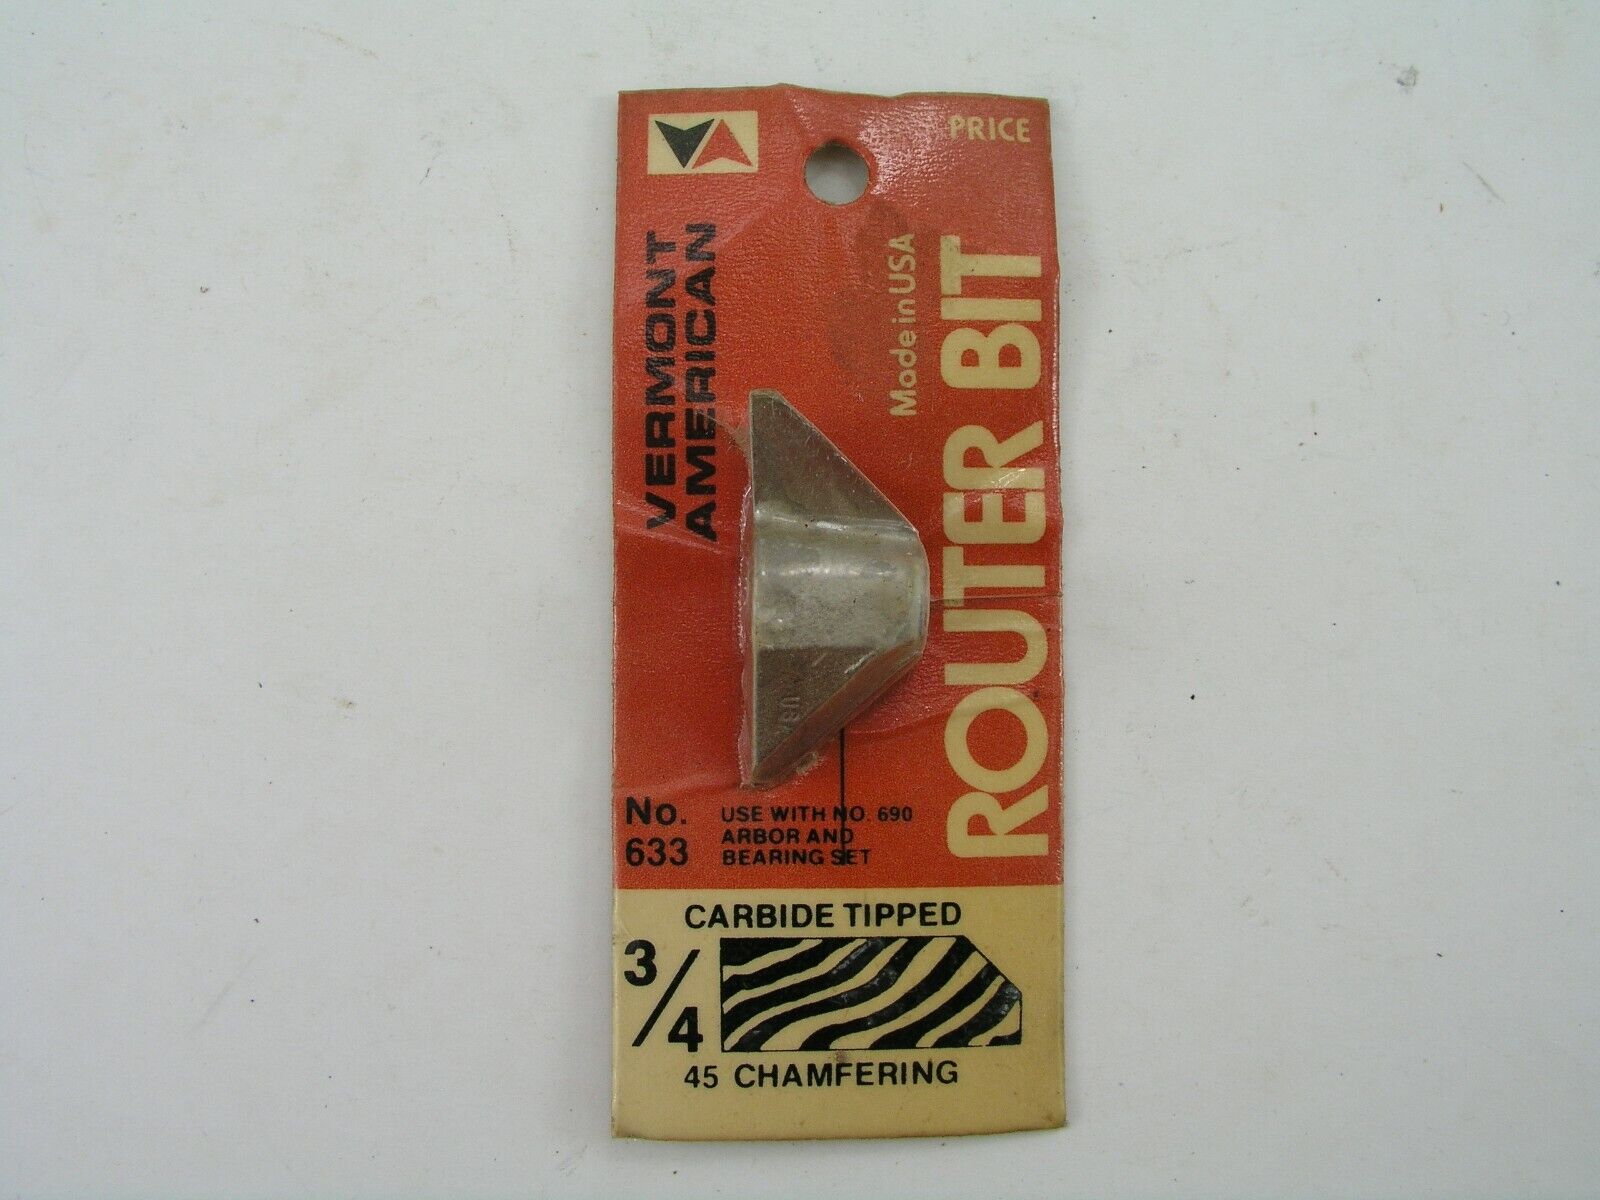 PRICE
VERMONT
AMERICAN
Made in USA
ROUTER BIT
USA
No.
633
USE WITH NO. 690
ARBOR AND
BEARING SET
CARBIDE TIPPED
3/4
45 CHAMFERING